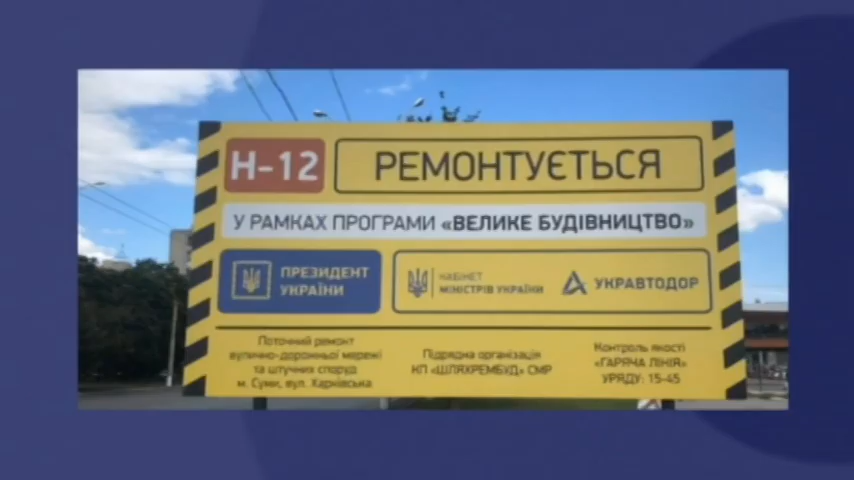 Н-12
РЕМОНТУЄТЬСЯ
У РАМКАХ ПРОГРАМИ «ВЕЛИКЕ БУДІВНИЦТВО»
ПРЕЗИДЕНТ
УКРАЇНИ
КАБІНЕТ
МІНІСТРІВ УКРАЇНИ
УКРАВТОДОР
Поточний ремонт
вулично-дорожньої мережі
та штучних споруд
м. Суми, вул. Харківська
Підрядна організація
КП «ШЛЯХРЕМБУД» СМР
Контроль якості
«ГАРЯЧА ЛІНІЯ»
УРЯДУ: 15-45